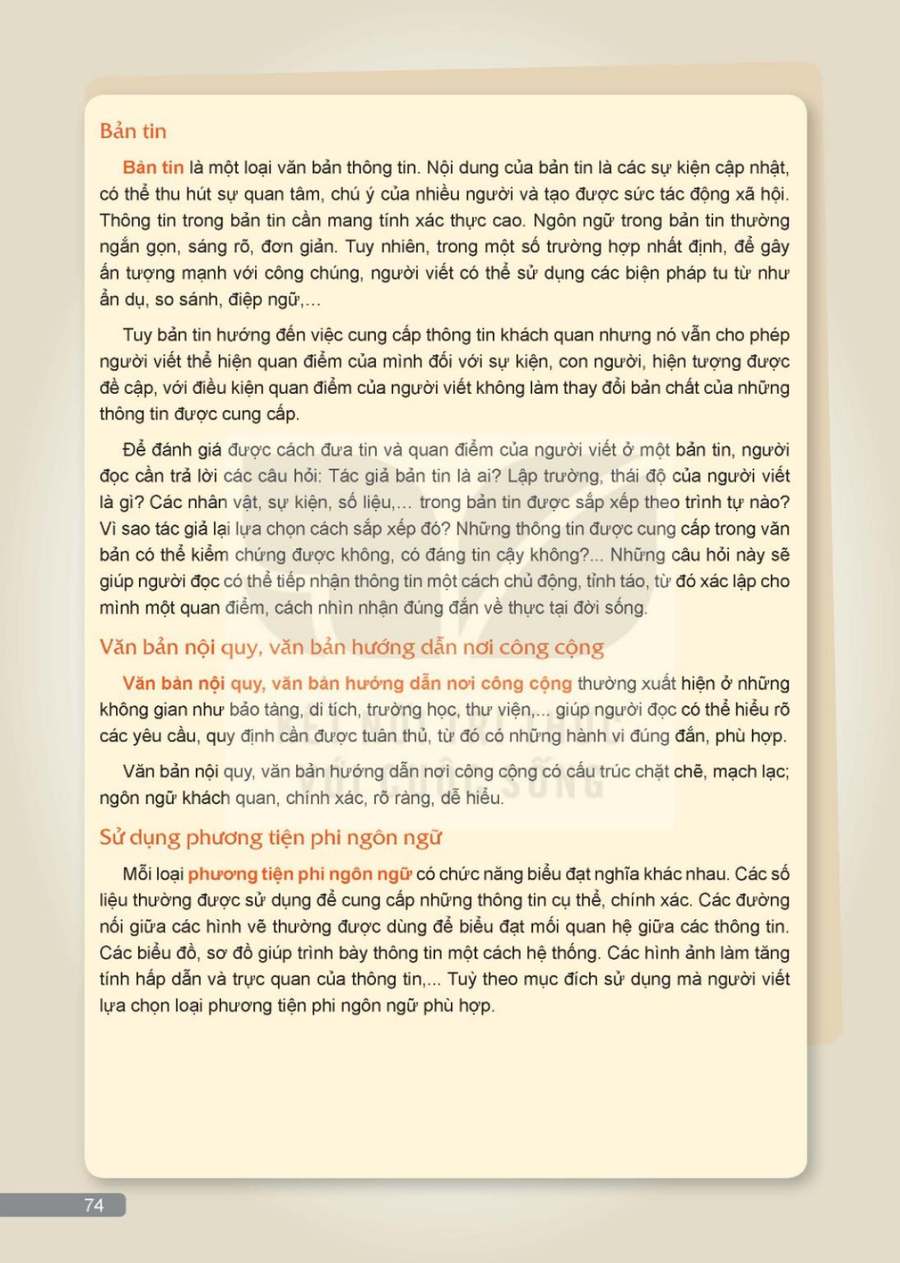 Bản tin
Bản tin là một loại văn bản thông tin. Nội dung của bản tin là các sự kiện cập nhật,
có thể thu hút sự quan tâm, chú ý của nhiều người và tạo được sức tác động xã hội.
Thông tin trong bản tin cần mang tính xác thực cao. Ngôn ngữ trong bản tin thường
ngắn gọn, sáng rõ, đơn giản. Tuy nhiên, trong một số trường hợp nhất định, để gây
ấn tượng mạnh với công chúng, người viết có thể sử dụng các biện pháp tu từ như
ẩn dụ, so sánh, điệp ngữ,...
Tuy bản tin hướng đến việc cung cấp thông tin khách quan nhưng nó vẫn cho phép
người viết thể hiện quan điểm của mình đối với sự kiện, con người, hiện tượng được
đề cập, với điều kiện quan điểm của người viết không làm thay đổi bản chất của những
thông tin được cung cấp.
Để đánh giá được cách đưa tin và quan điểm của người viết ở một bản tin, người
đọc cần trả lời các câu hỏi: Tác giả bản tin là ai? Lập trường, thái độ của người viết
là gì? Các nhân vật, sự kiện, số liệu,... trong bản tin được sắp xếp theo trình tự nào?
Vì sao tác giả lại lựa chọn cách sắp xếp đó? Những thông tin được cung cấp trong văn
bản có thể kiểm chứng được không, có đáng tin cậy không?... Những câu hỏi này sẽ
giúp người đọc có thể tiếp nhận thông tin một cách chủ động, tỉnh táo, từ đó xác lập cho
mình một quan điểm, cách nhìn nhận đúng đắn về thực tại đời sống.
Văn bản nội quy, văn bản hướng dẫn nơi công cộng
Văn bản nội quy, văn bản hướng dẫn nơi công cộng thường xuất hiện ở những
không gian như bảo tàng, di tích, trường học, thư viện,... giúp người đọc có thể hiểu rõ
các yêu cầu, quy định cần được tuân thủ, từ đó có những hành vi đúng đắn, phù hợp.
KẾT NỐI TRI THỨC
Văn bản nội quy, văn bản hướng dẫn nơi công cộng có cấu trúc chặt chẽ, mạch lạc;
VỚI CUỘC SỐNG
ngôn ngữ khách quan, chính xác, rõ ràng, dễ hiểu.
Sử dụng phương tiện phi ngôn ngữ
Mỗi loại phương tiện phi ngôn ngữ có chức năng biểu đạt nghĩa khác nhau. Các số
liệu thường được sử dụng để cung cấp những thông tin cụ thể, chính xác. Các đường
nối giữa các hình vẽ thường được dùng để biểu đạt mối quan hệ giữa các thông tin.
Các biểu đồ, sơ đồ giúp trình bày thông tin một cách hệ thống. Các hình ảnh làm tăng
tính hấp dẫn và trực quan của thông tin,... Tuỳ theo mục đích sử dụng mà người viết
lựa chọn loại phương tiện phi ngôn ngữ phù hợp.
74